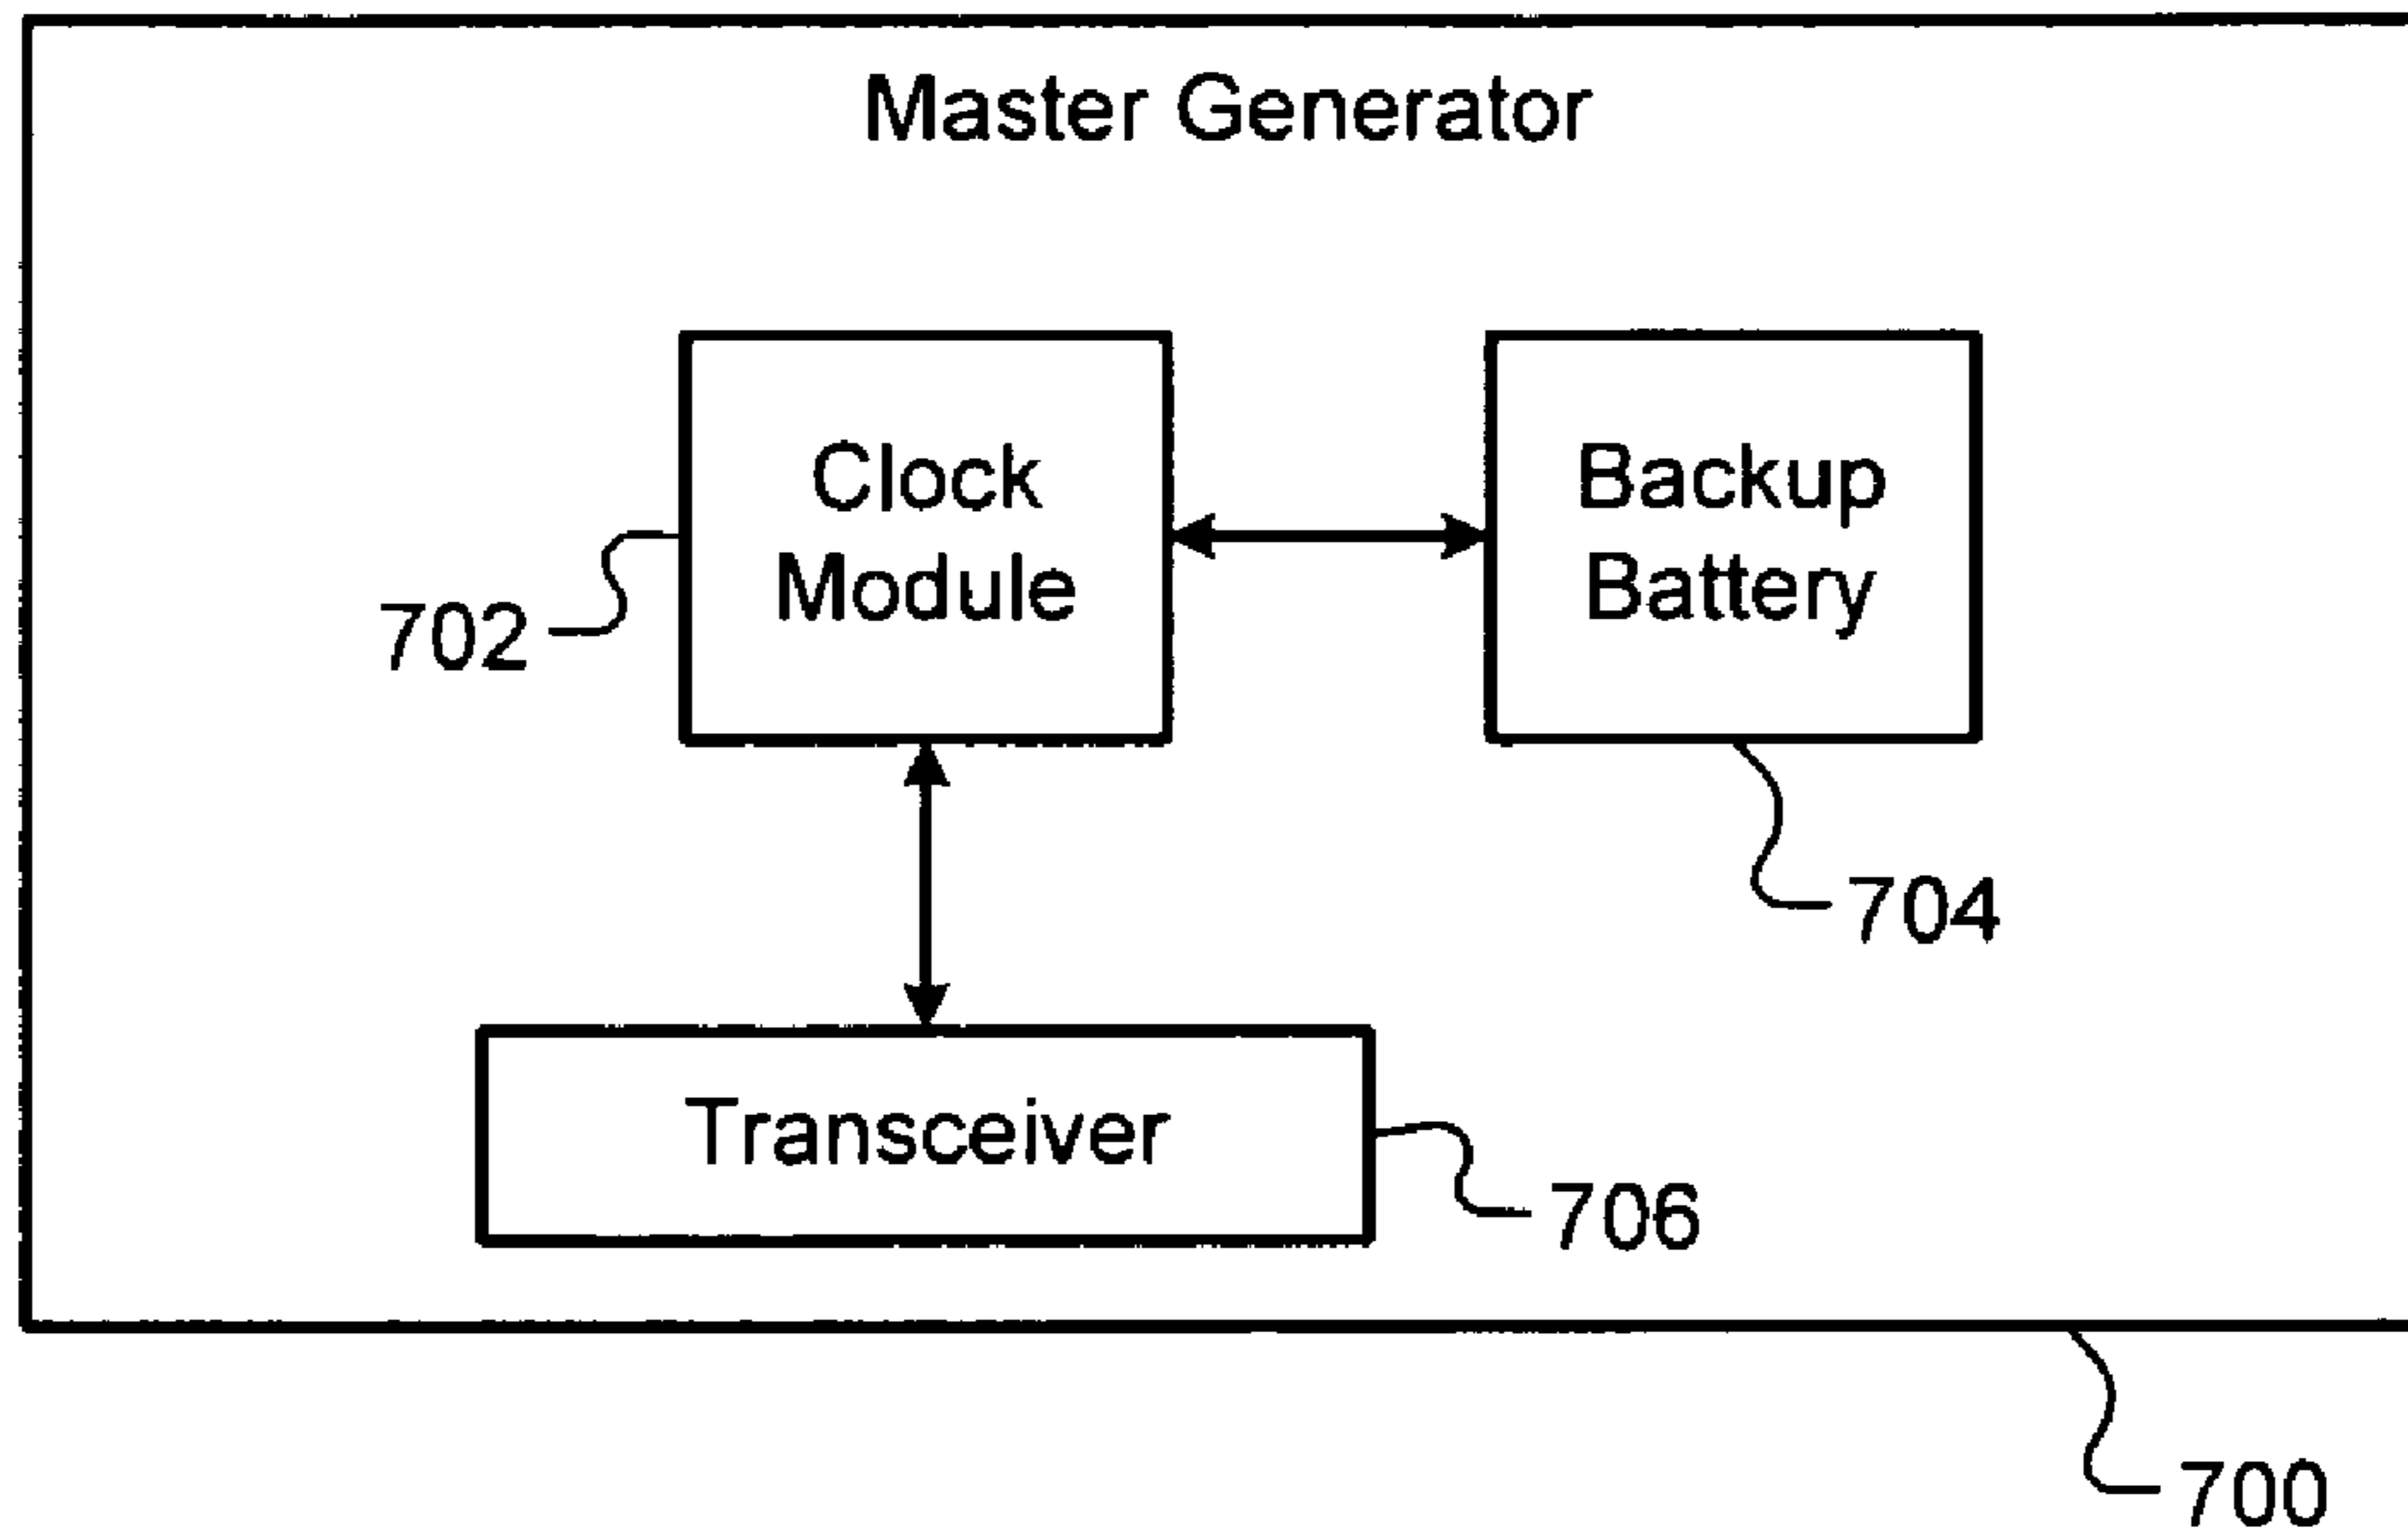 Master Generator
Clock
Module
Backup
Battery
702
704
Transceiver
706
700